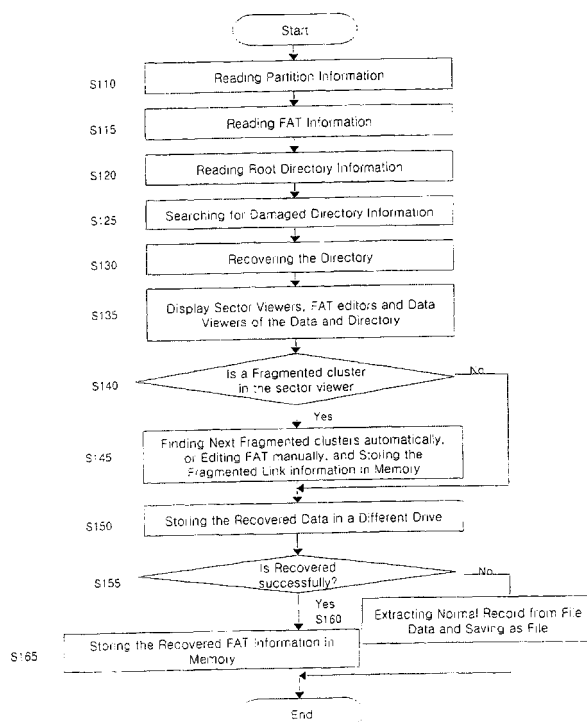 Start
S110
Reading Partition Information
S115
Reading FAT Information
S120
Reading Root Directory Information
S125
Searching for Damaged Directory Information
S130
Recovering the Directory
S135
Display Sector Viewers, FAT editors and Data
Viewers of the Data and Directory
S140
Is a Fragmented cluster
in the sector viewer
No
Yes
S145
Finding Next Fragmented clusters automatically,
or Editing FAT manually, and Storing the
Fragmented Link information in Memory
S150
Storing the Recovered Data in a Different Drive
S155
Is Recovered
successfully?
No
Yes
S160
Extracting Normal Record from File
Data and Saving as File
S165
Storing the Recovered FAT Information in
Memory
End